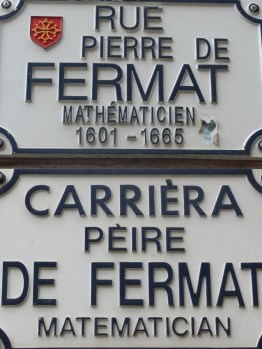 RUE
PIERRE DE
FERMAT
MATHÉMATICIEN
1601 - 1665
CARRIÈRA
PÈIRE
DE FERMAT
MATEMATICIAN